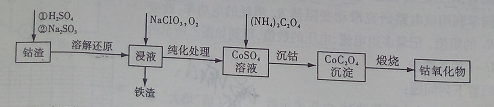 ①H₂SO₄
②Na₂SO₃
NaClO₃,O₂
(NH₄)₂C₂O₄
钴渣
溶解还原
浸液
纯化处理
CoSO₄
溶液
沉钴
CoC₂O₄
沉淀
煅烧
钴氧化物
铁渣